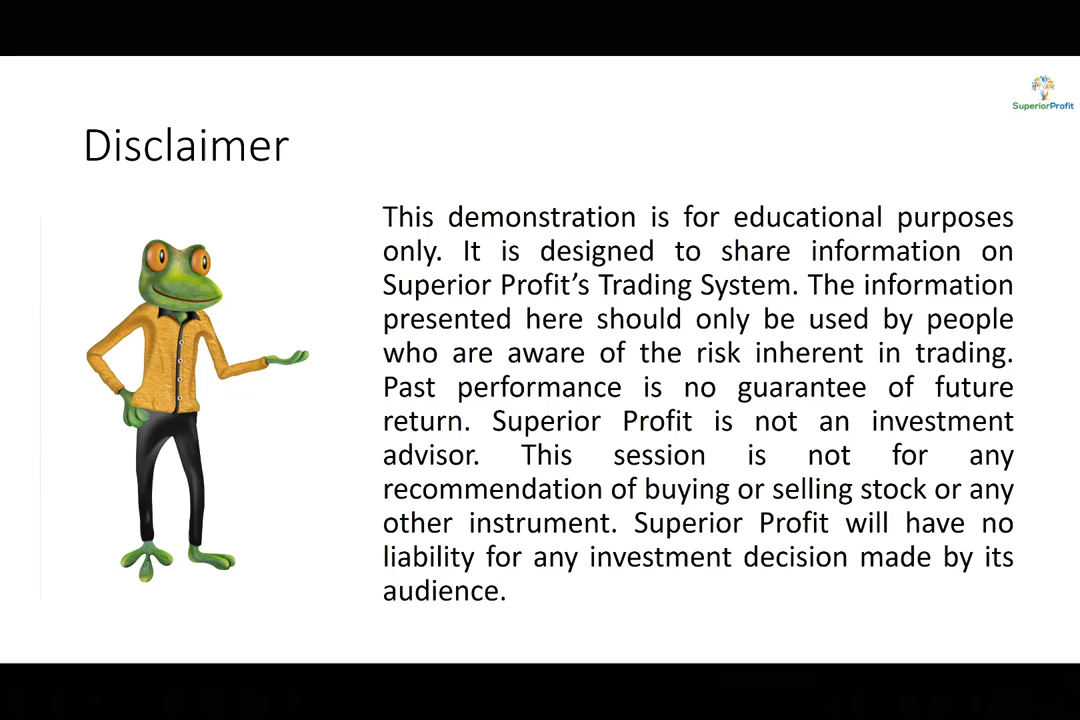 SuperiorProfit
Disclaimer
This demonstration is for educational purposes
only. It is designed to share information on
Superior Profit’s Trading System. The information
presented here should only be used by people
who are aware of the risk inherent in trading.
Past performance is no guarantee of future
return. Superior Profit is not an investment
advisor. This session is not for any
recommendation of buying or selling stock or any
other instrument. Superior Profit will have no
liability for any investment decision made by its
audience.